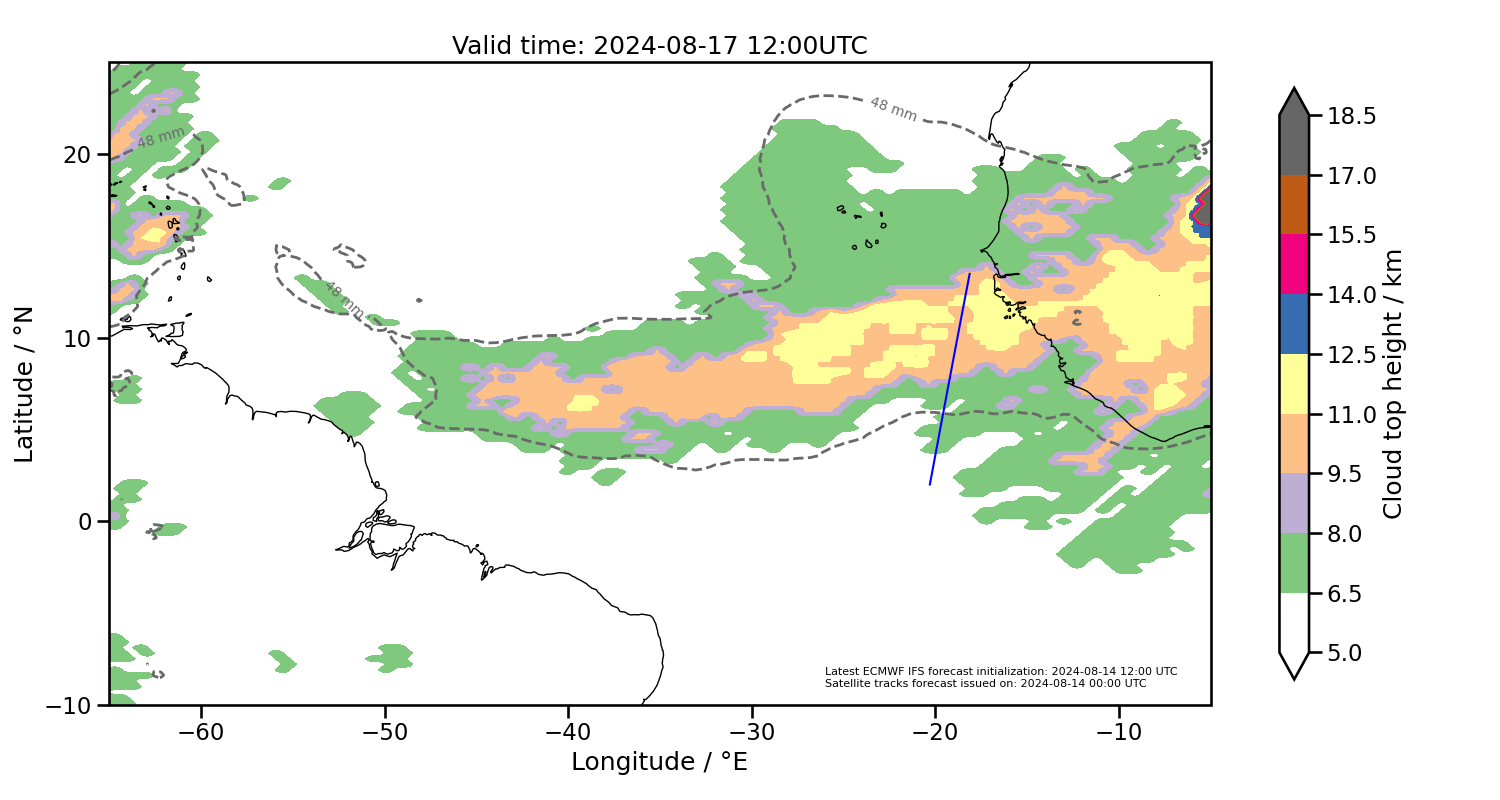 Valid time: 2024-08-17 12:00UTC
48 mm
48 mm
48 mm
20
10
0
−10
Latitude / °N
−60
−50
−40
−30
−20
−10
Longitude / °E
Latest ECMWF IFS forecast initialization: 2024-08-14 12:00 UTC
Satellite tracks forecast issued on: 2024-08-14 00:00 UTC
18.5
17.0
15.5
14.0
12.5
11.0
9.5
8.0
6.5
5.0
Cloud top height / km